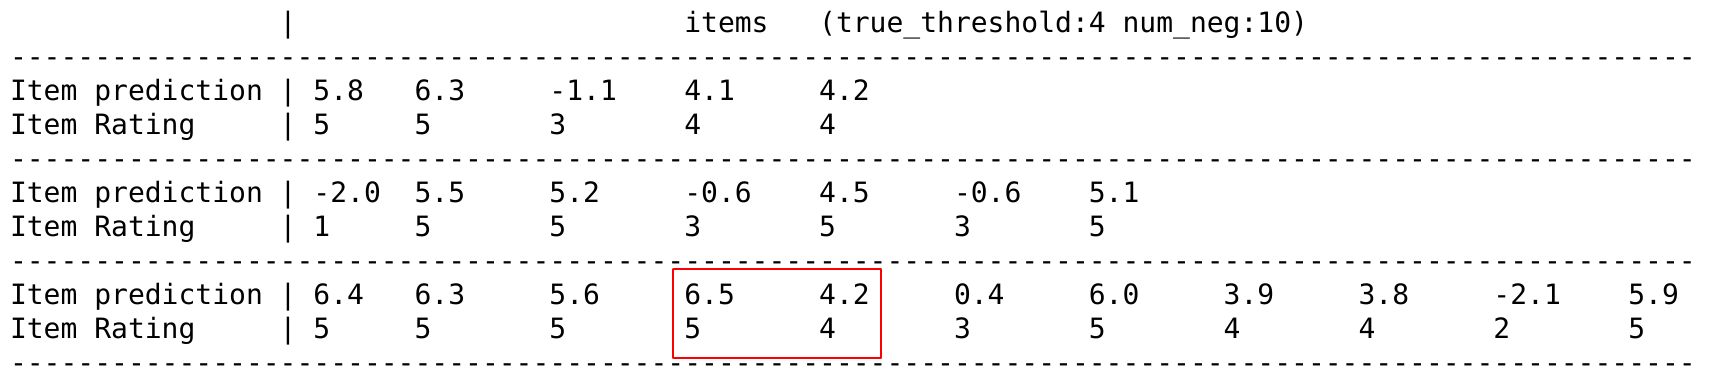 | items (true_threshold:4 num_neg:10)
----------------------------------------------------------------------------------------------------
Item prediction | 5.8 6.3 -1.1 4.1 4.2
Item Rating | 5 5 3 4 4
----------------------------------------------------------------------------------------------------
Item prediction | -2.0 5.5 5.2 -0.6 4.5 -0.6 5.1
Item Rating | 1 5 5 3 5 3 5
----------------------------------------------------------------------------------------------------
Item prediction | 6.4 6.3 5.6 6.5 4.2 0.4 6.0 3.9 3.8 -2.1 5.9
Item Rating | 5 5 5 5 4 3 5 4 4 2 5
----------------------------------------------------------------------------------------------------